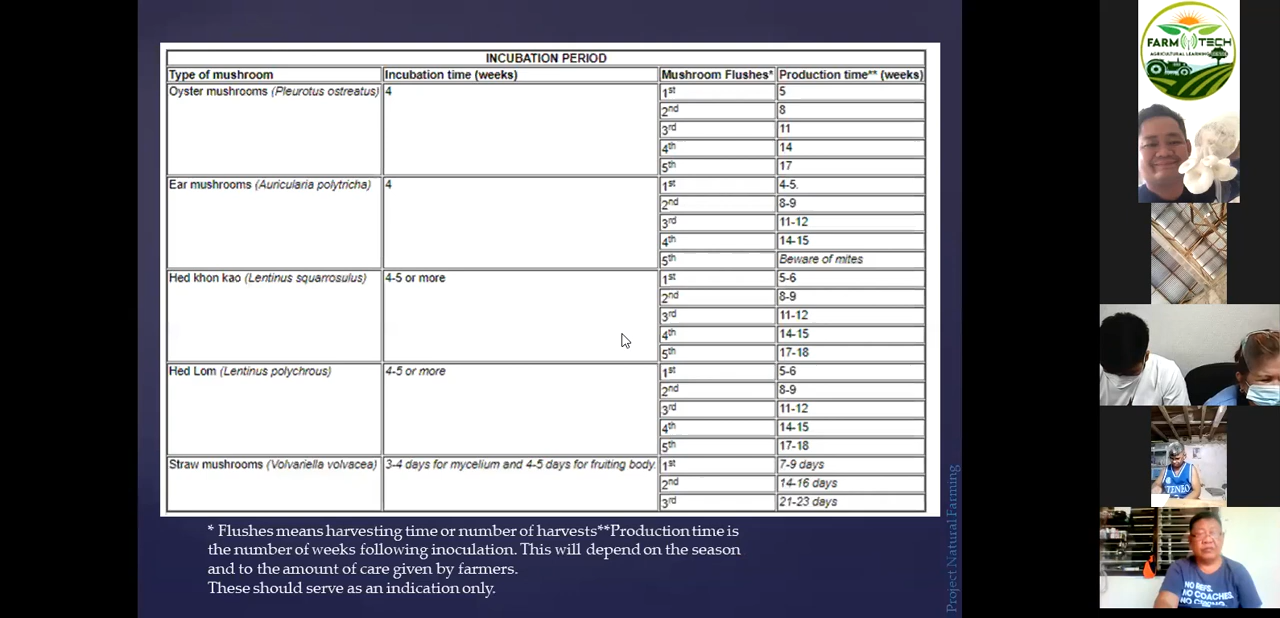 INCUBATION PERIOD
Type of mushroom Incubation time (weeks) Mushroom Flushes* Production time** (weeks)
Oyster mushrooms (Pleurotus ostreatus) 4 1st 5
2nd 8
3rd 11
4th 14
5th 17
Ear mushrooms (Auricularia polytricha) 4 1st 4-5.
2nd 8-9
3rd 11-12
4th 14-15
5th Beware of mites
Hed khon kao (Lentinus squarrosulus) 4-5 or more 1st 5-6
2nd 8-9
3rd 11-12
4th 14-15
5th 17-18
Hed Lom (Lentinus polychrous) 4-5 or more 1st 5-6
2nd 8-9
3rd 11-12
4th 14-15
5th 17-18
Straw mushrooms (Volvariella volvacea) 3-4 days for mycelium and 4-5 days for fruiting body. 1st 7-9 days
2nd 14-16 days
3rd 21-23 days
* Flushes means harvesting time or number of harvests**Production time is
the number of weeks following inoculation. This will depend on the season
and to the amount of care given by farmers.
These should serve as an indication only.
Project Natural Farming
FARM TECH
AGRICULTURAL LEARNING
NO REFS.
NO COACHES.